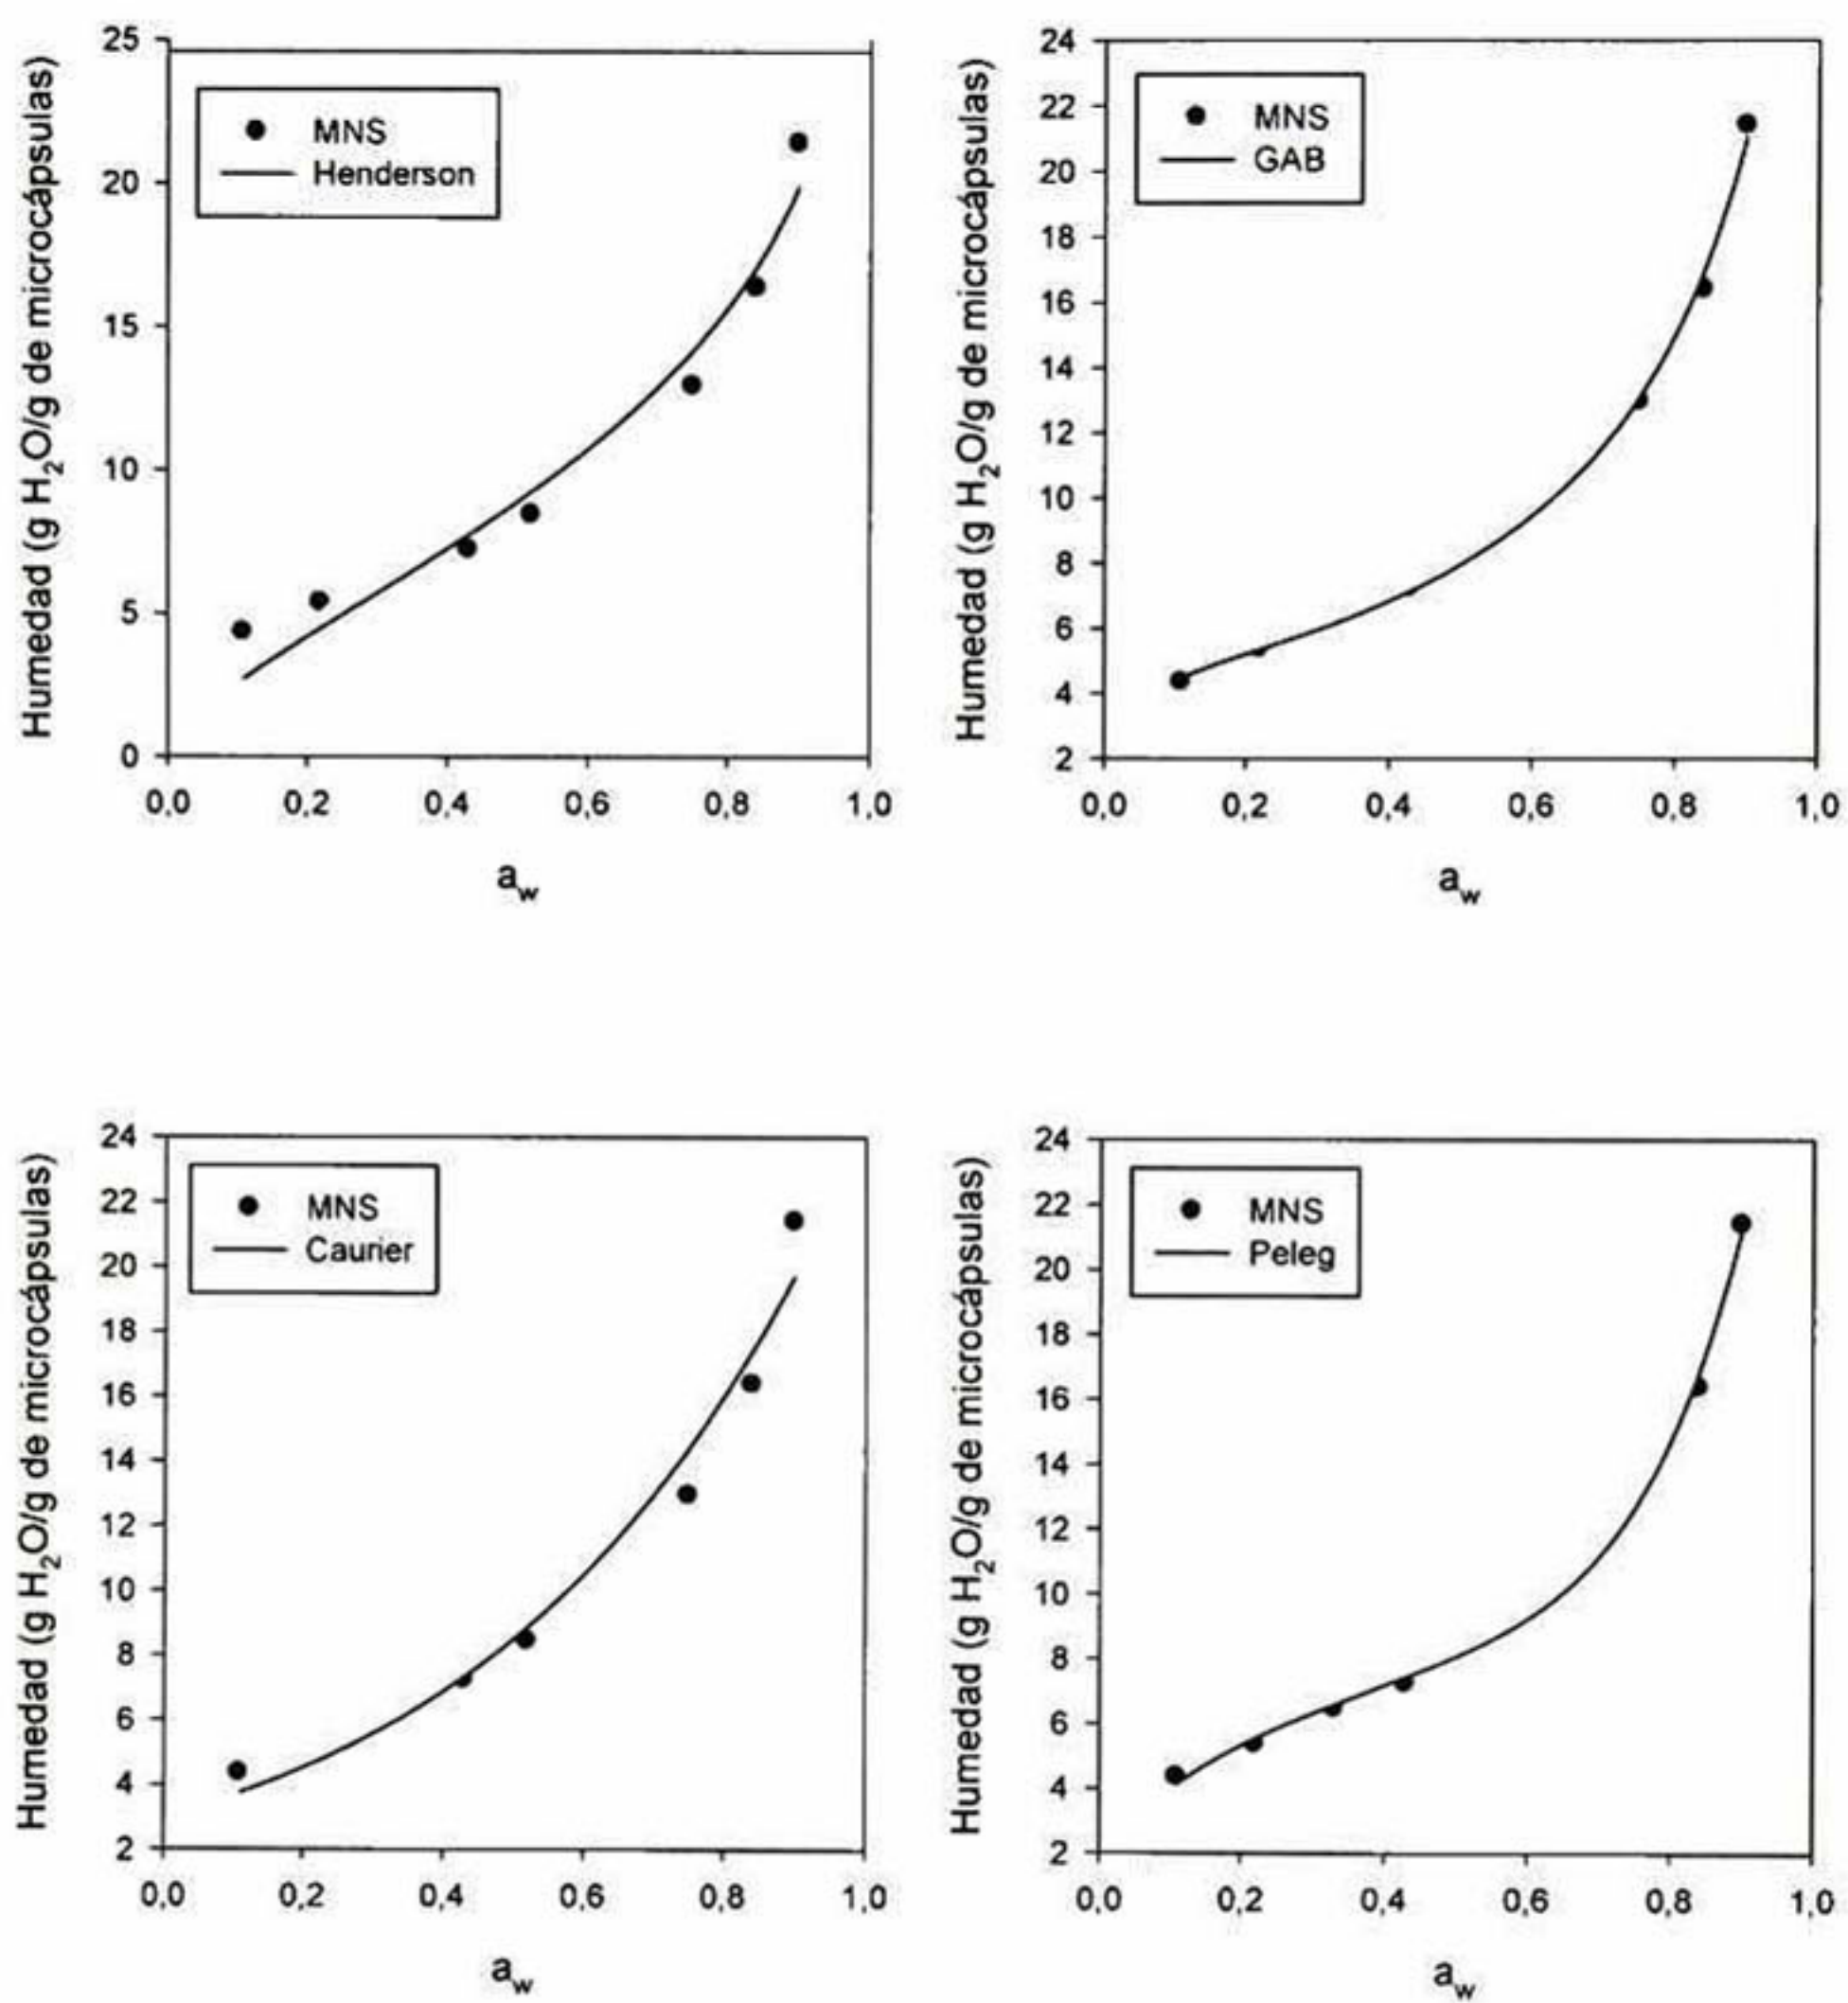 Humedad (g H₂O/g de microcápsulas)
25
20
15
10
5
0
MNS
Henderson
0,0 0,2 0,4 0,6 0,8 1,0
a_w
Humedad (g H₂O/g de microcápsulas)
24
22
20
18
16
14
12
10
8
6
4
2
MNS
GAB
0,0 0,2 0,4 0,6 0,8 1,0
a_w
Humedad (g H₂O/g de microcápsulas)
24
22
20
18
16
14
12
10
8
6
4
2
MNS
Caurier
0,0 0,2 0,4 0,6 0,8 1,0
a_w
Humedad (g H₂O/g de microcápsulas)
24
22
20
18
16
14
12
10
8
6
4
2
MNS
Peleg
0,0 0,2 0,4 0,6 0,8 1,0
a_w